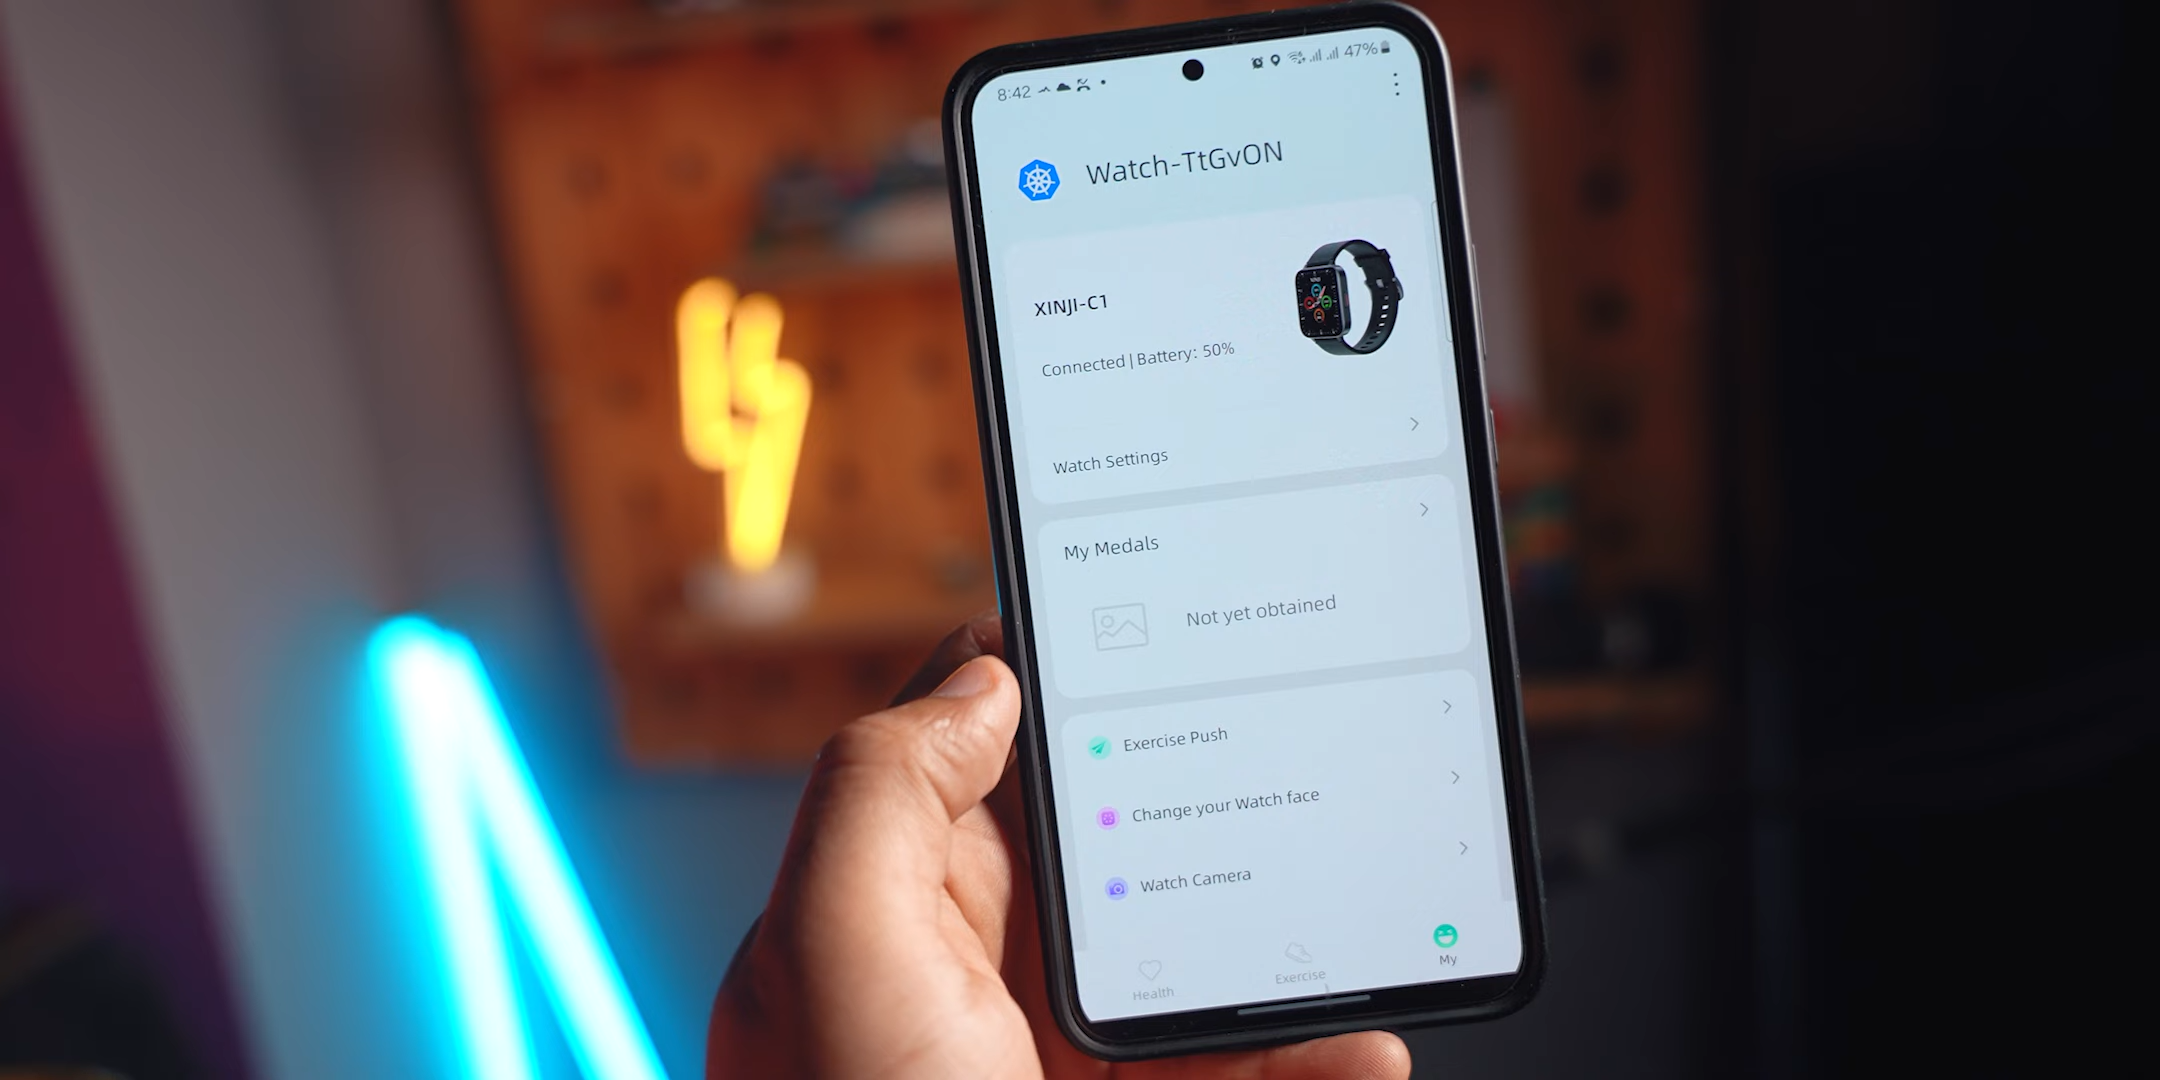 8:42 47%
Watch-TtGvON
XINJI-C1
Connected | Battery: 50%
Watch Settings
My Medals
Not yet obtained
Exercise Push
Change your Watch face
Watch Camera
Health
Exercise
My